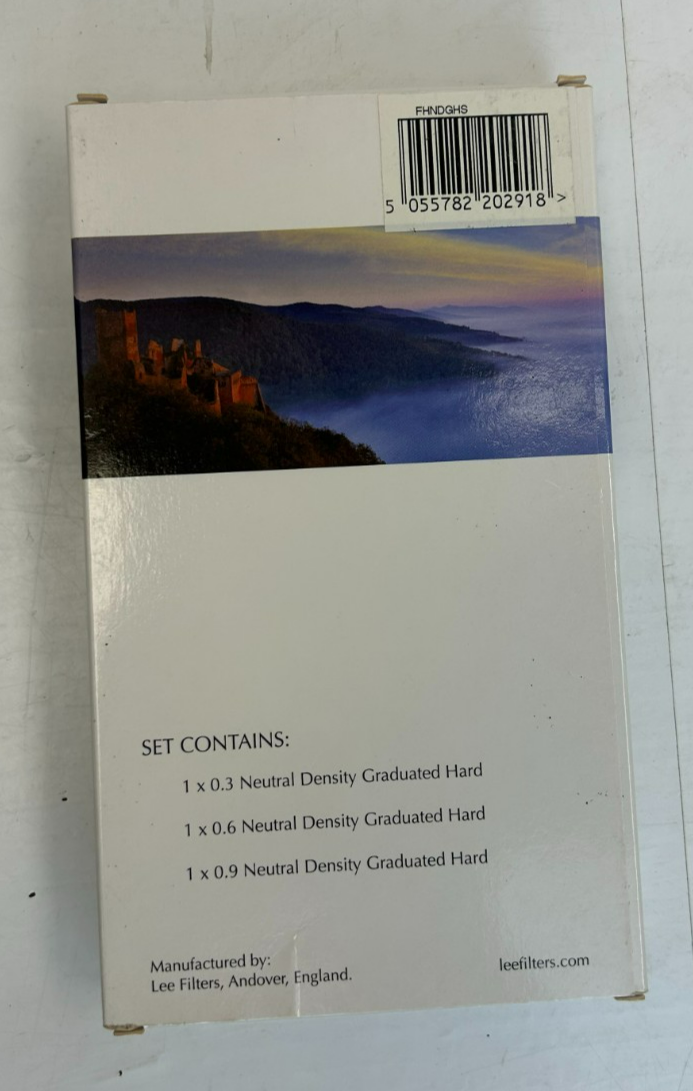 FHNDGHS
5 055782 202918 >
SET CONTAINS:
1 x 0.3 Neutral Density Graduated Hard
1 x 0.6 Neutral Density Graduated Hard
1 x 0.9 Neutral Density Graduated Hard
Manufactured by:
Lee Filters, Andover, England.
leefilters.com